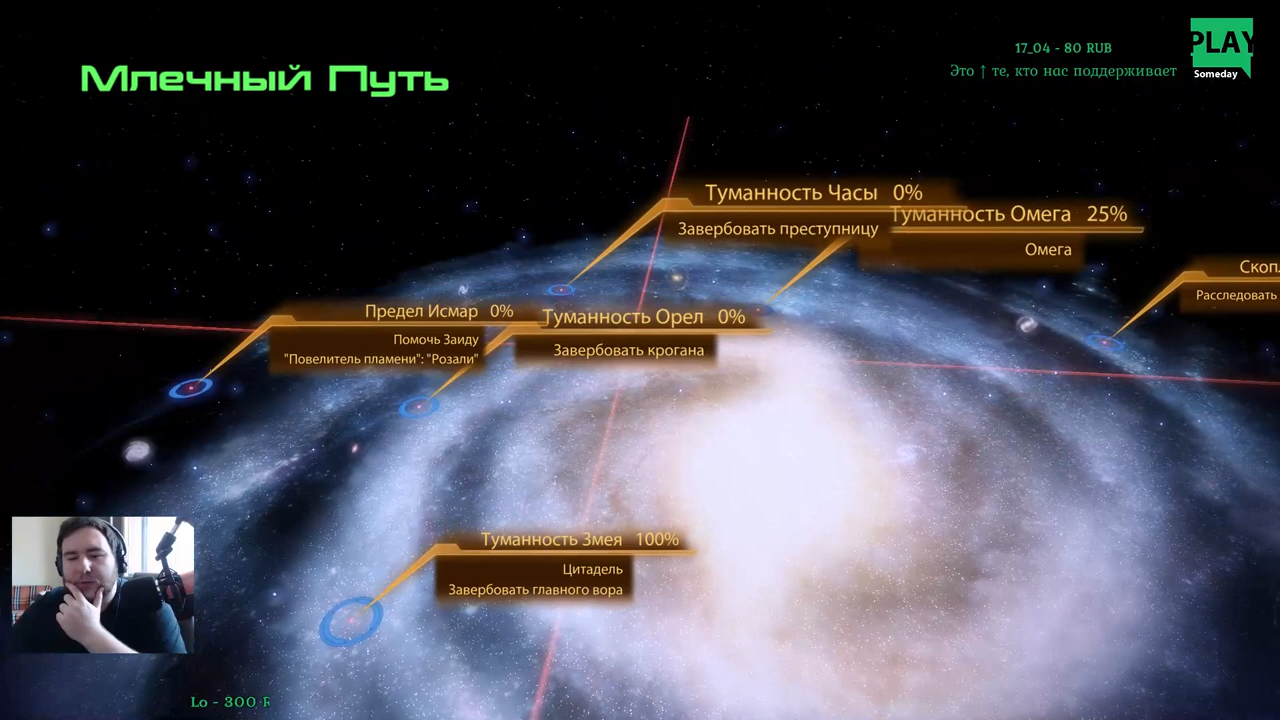 Млечный Путь
17_04 - 80 RUB
Это ↑ те, кто нас поддерживает
PLAY
Someday
Туманность Часы 0%
Завербовать преступницу
Туманность Омега 25%
Омега
Скопл
Расследовать
Предел Исмар 0%
Помочь Заиду
"Повелитель пламени": "Розали"
Туманность Орел 0%
Завербовать крогана
Туманность Змея 100%
Цитадель
Завербовать главного вора
Lo - 300 R